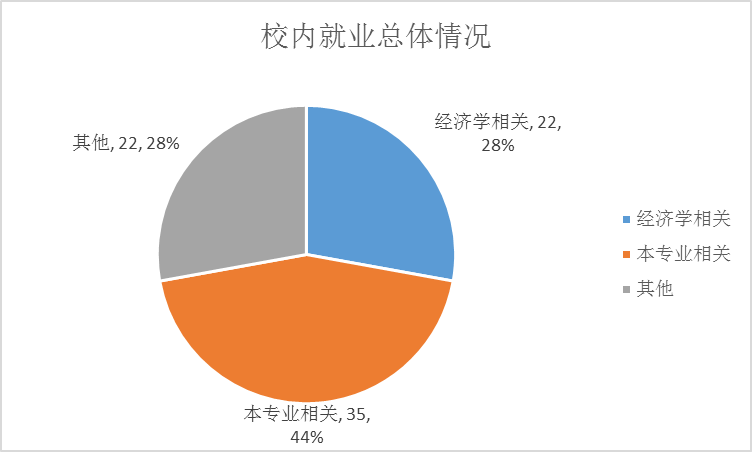 校内就业总体情况
经济学相关, 22,
28%
其他, 22, 28%
经济学相关
本专业相关
其他
本专业相关, 35,
44%